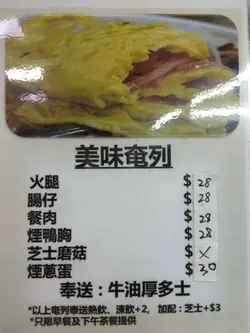 美味奄列
火腿 $ 28
腸仔 $ 28
餐肉 $ 28
煙鴨胸 $ 28
芝士磨菇 $ X
煙蔥蛋 $ 30
奉送：牛油厚多士
*以上奄列奉送熱飲、凍飲+2, 加配：芝士+$3
*只限早餐及下午茶餐提供